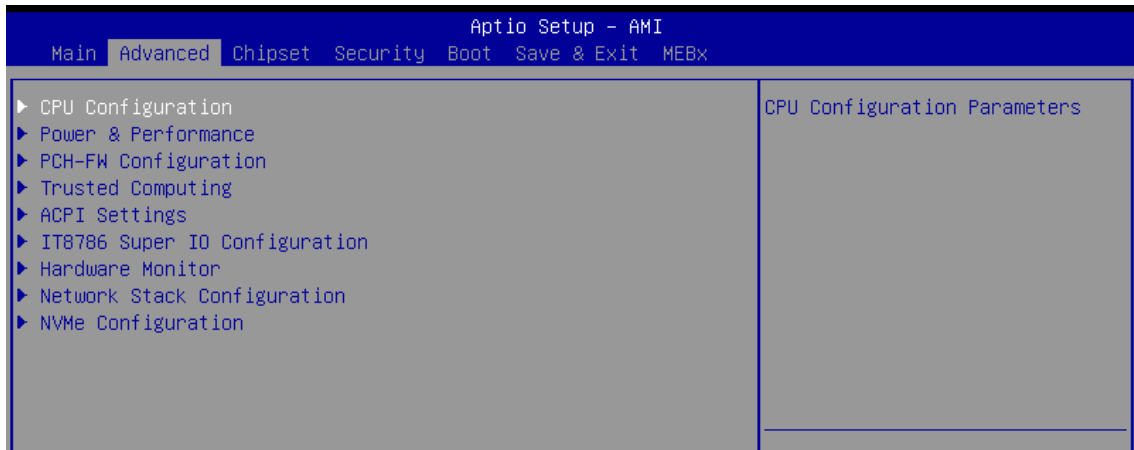 Aptio Setup – AMI
Main Advanced Chipset Security Boot Save & Exit MEBx
CPU Configuration
Power & Performance
PCH-FW Configuration
Trusted Computing
ACPI Settings
IT8786 Super IO Configuration
Hardware Monitor
Network Stack Configuration
NVMe Configuration
CPU Configuration Parameters